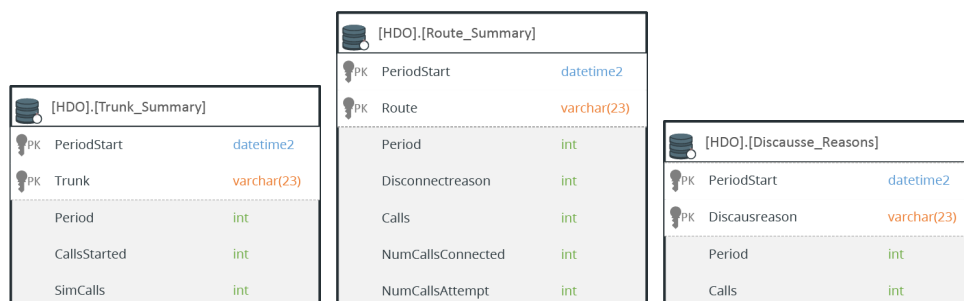 [HDO].[Trunk_Summary]
PK PeriodStart datetime2
PK Trunk varchar(23)
Period int
CallsStarted int
SimCalls int
[HDO].[Route_Summary]
PK PeriodStart datetime2
PK Route varchar(23)
Period int
Disconnectreason int
Calls int
NumCallsConnected int
NumCallsAttempt int
[HDO].[Discausse_Reasons]
PK PeriodStart datetime2
PK Discausreason varchar(23)
Period int
Calls int